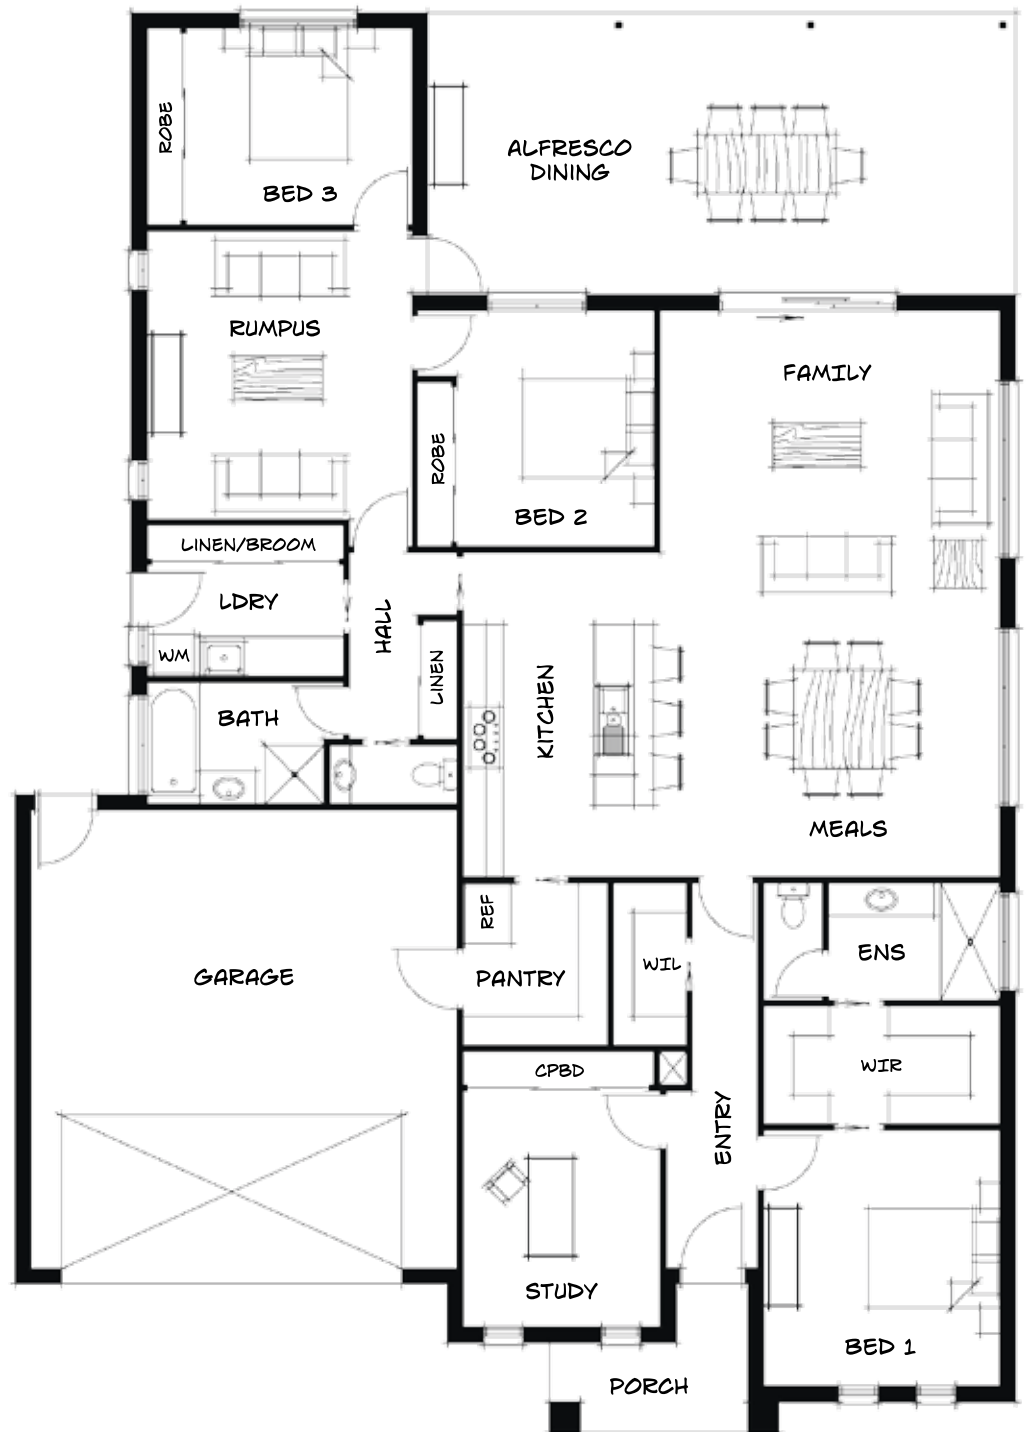 ROBE
BED 3
ALFRESCO
DINING
RUMPUS
FAMILY
ROBE
BED 2
LINEN/BROOM
LDRY
HALL
WM
LINEN
KITCHEN
BATH
MEALS
REF
GARAGE
PANTRY
WIL
ENS
CPBD
WIR
ENTRY
STUDY
BED 1
PORCH